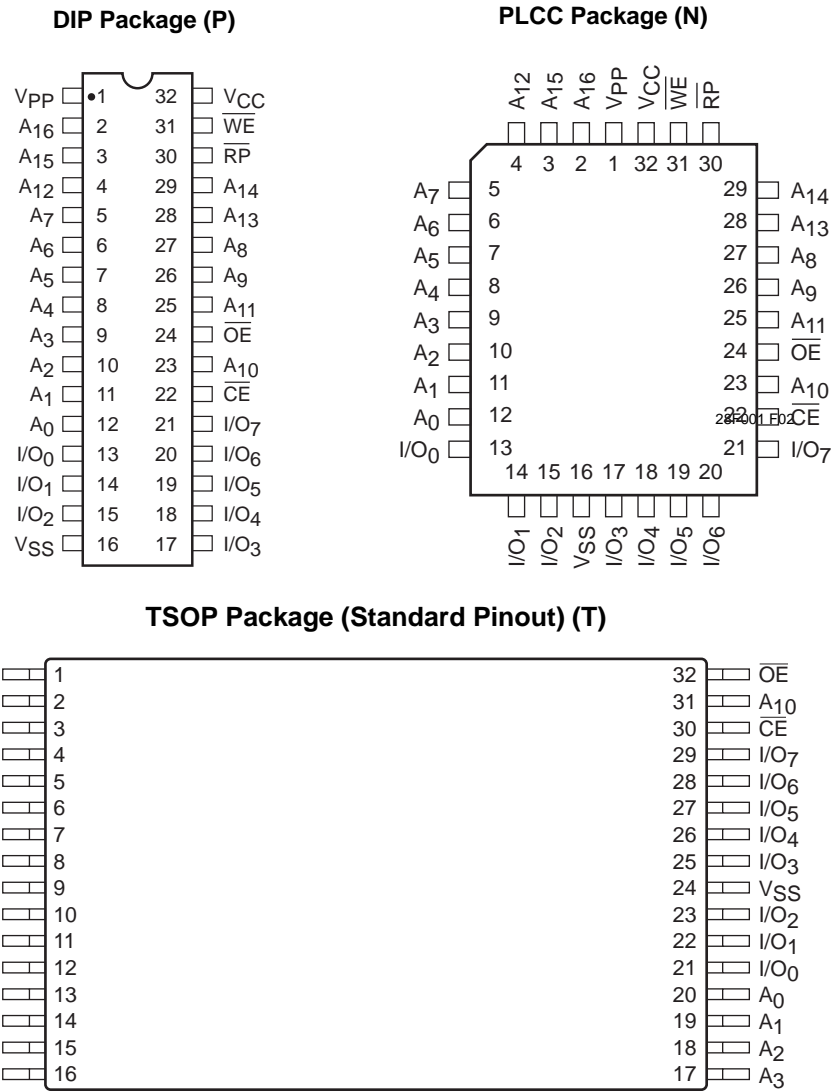 DIP Package (P)
VPP 1 32 VCC
A16 2 31 WE
A15 3 30 RP
A12 4 29 A14
A7 5 28 A13
A6 6 27 A8
A5 7 26 A9
A4 8 25 A11
A3 9 24 OE
A2 10 23 A10
A1 11 22 CE
A0 12 21 I/O7
I/O0 13 20 I/O6
I/O1 14 19 I/O5
I/O2 15 18 I/O4
VSS 16 17 I/O3
PLCC Package (N)
A12 A15 A16 VPP VCC WE RP
4 3 2 1 32 31 30
A7 5 29 A14
A6 6 28 A13
A5 7 27 A8
A4 8 26 A9
A3 9 25 A11
A2 10 24 OE
A1 11 23 A10
A0 12 22 CE
28F001 F02
I/O0 13 21 I/O7
14 15 16 17 18 19 20
I/O1 I/O2 VSS I/O3 I/O4 I/O5 I/O6
TSOP Package (Standard Pinout) (T)
1 32 OE
2 31 A10
3 30 CE
4 29 I/O7
5 28 I/O6
6 27 I/O5
7 26 I/O4
8 25 I/O3
9 24 VSS
10 23 I/O2
11 22 I/O1
12 21 I/O0
13 20 A0
14 19 A1
15 18 A2
16 17 A3